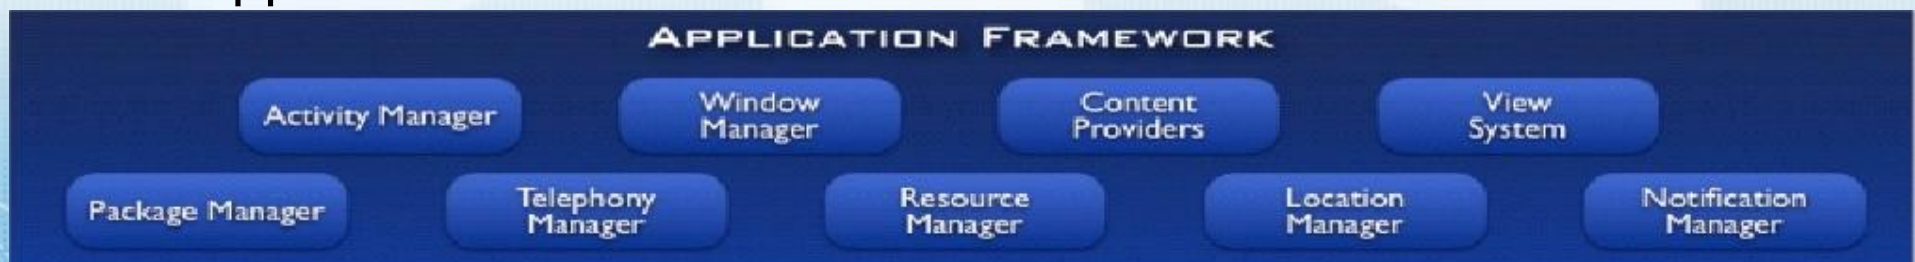 APPLICATION FRAMEWORK
Activity Manager
Window
Manager
Content
Providers
View
System
Package Manager
Telephony
Manager
Resource
Manager
Location
Manager
Notification
Manager